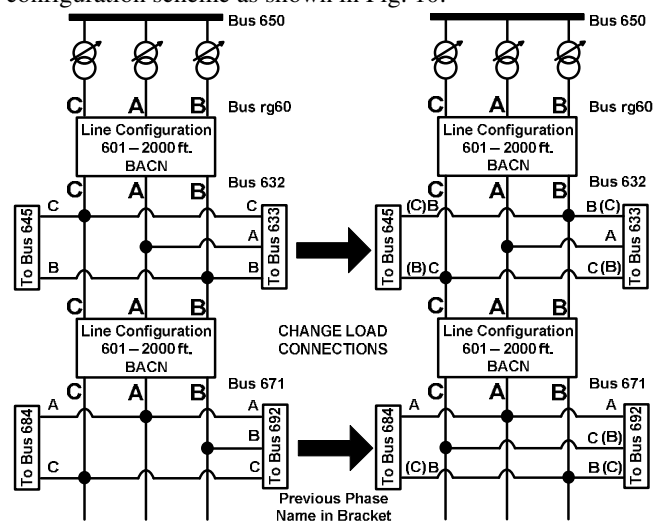 configuration scheme as shown in Fig. 10.
Bus 650
C A B
Bus rg60
Line Configuration
601 – 2000 ft.
BACN
C A B
Bus 632
To Bus 645
C
B
C
A
B
To Bus 633
C A B
Line Configuration
601 – 2000 ft.
BACN
C A B
Bus 671
To Bus 684
A
C
A
B
C
To Bus 692
CHANGE LOAD
CONNECTIONS
Previous Phase
Name in Bracket
Bus 650
C A B
Bus rg60
Line Configuration
601 – 2000 ft.
BACN
C A B
Bus 632
To Bus 645
(C)B
(B)C
B(C)
A
C(B)
To Bus 633
C A B
Line Configuration
601 – 2000 ft.
BACN
C A B
Bus 671
To Bus 684
A
(C)B
A
C(B)
B(C)
To Bus 692